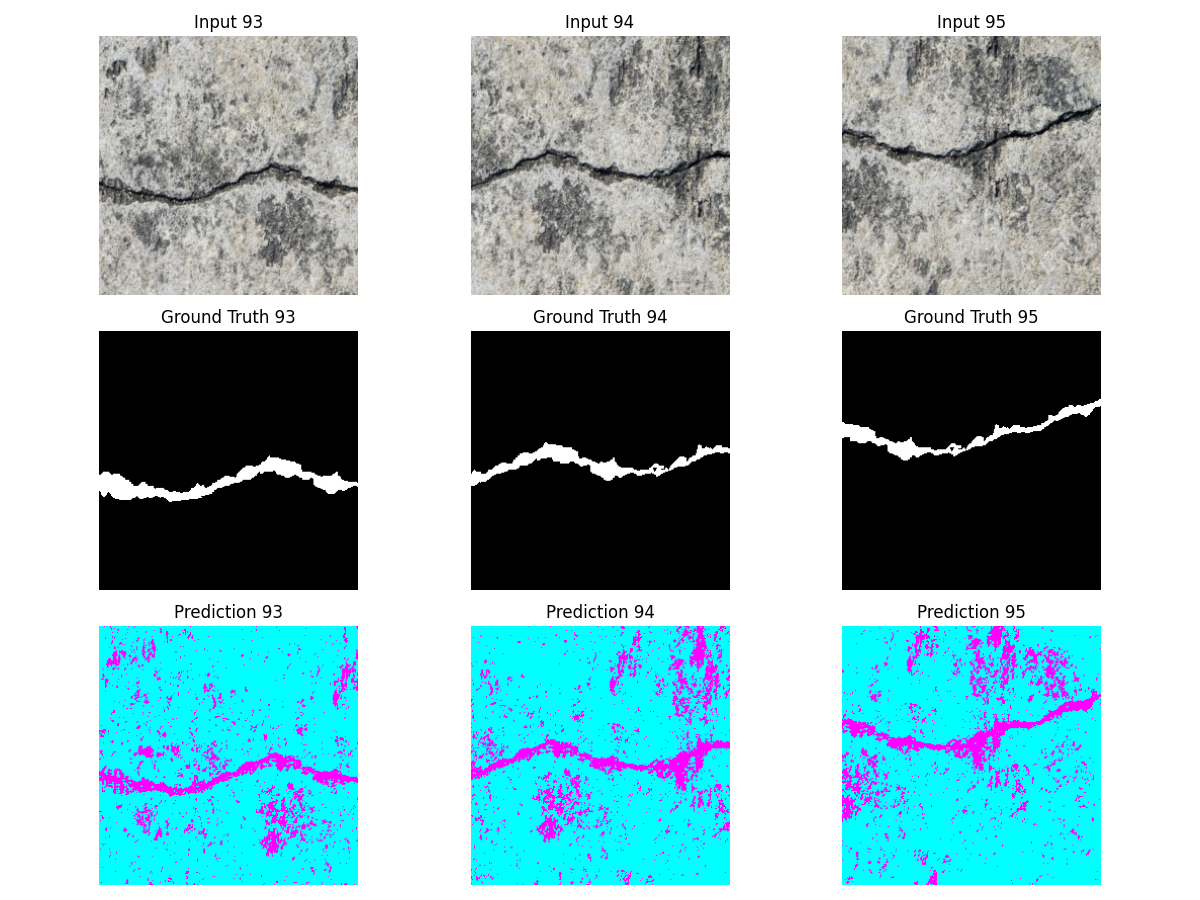 Input 93
Input 94
Input 95
Ground Truth 93
Ground Truth 94
Ground Truth 95
Prediction 93
Prediction 94
Prediction 95